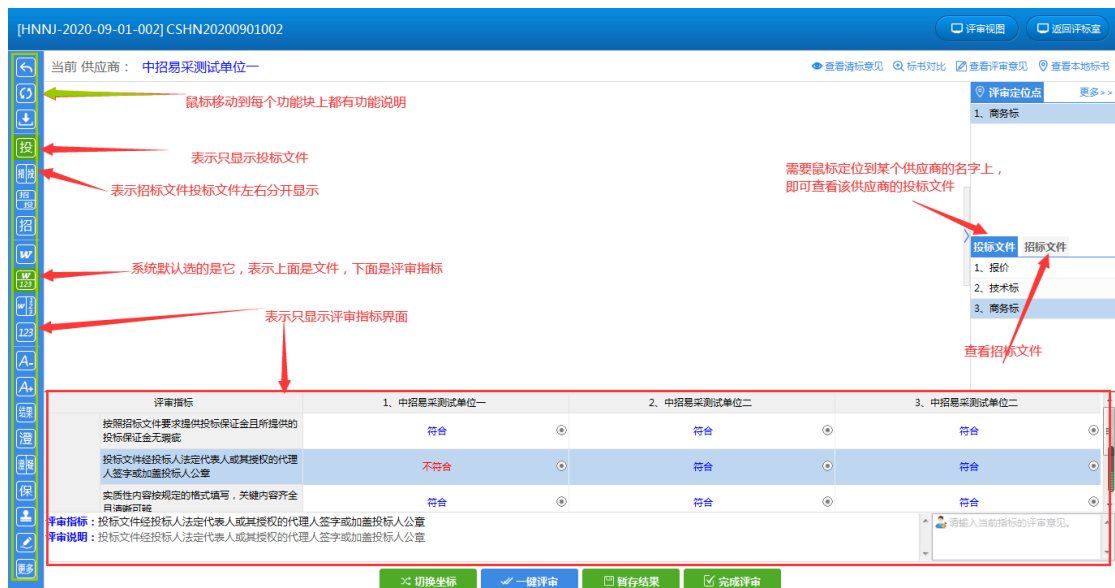 [HNNJ-2020-09-01-002] CSHN20200901002
评审视图
返回评标室
当前 供应商： 中招易采测试单位一
查看清标意见 标书对比 查看评审意见 查看本地标书
鼠标移动到每个功能块上都有功能说明
评审定位点 更多>>
1、商务标
投
表示只显示投标文件
招 投
表示招标文件投标文件左右分开显示
招
投
招
需要鼠标定位到某个供应商的名字上，
即可查看该供应商的投标文件
投标文件 招标文件
1、报价
2、技术标
3、商务标
W
W
123
系统默认选的是它，表示上面是文件，下面是评审指标
W 1 2 3
123
表示只显示评审指标界面
查看招标文件
A-
A+
结果
澄
保
更多
评审指标 1、中招易采测试单位一 2、中招易采测试单位二 3、中招易采测试单位二
按照招标文件要求提供投标保证金且所提供的
投标保证金无瑕疵
符合 符合 符合
投标文件经投标人法定代表人或其授权的代理
人签字或加盖投标人公章
不符合 符合 符合
实质性内容按规定的格式填写，关键内容齐全
且清晰可辨
符合 符合 符合
评审指标：投标文件经投标人法定代表人或其授权的代理人签字或加盖投标人公章
评审说明：投标文件经投标人法定代表人或其授权的代理人签字或加盖投标人公章
请输入当前指标的评审意见。
切换坐标 一键评审 暂存结果 完成评审